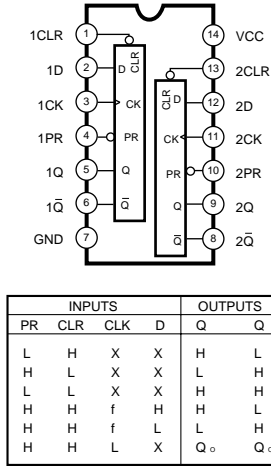 1CLR 1 14 VCC
13 2CLR
1D 2 D CLR
CLR D 12 2D
1CK 3 CK
CK 11 2CK
1PR 4 PR
PR 10 2PR
1Q 5 Q
Q 9 2Q
1Q̅ 6 Q̅
Q̅ 8 2Q̅
GND 7
INPUTS OUTPUTS
PR CLR CLK D Q Q
L H X X H L
H L X X L H
L L X X H H
H H f H H L
H H f L L H
H H L X Qo Qo